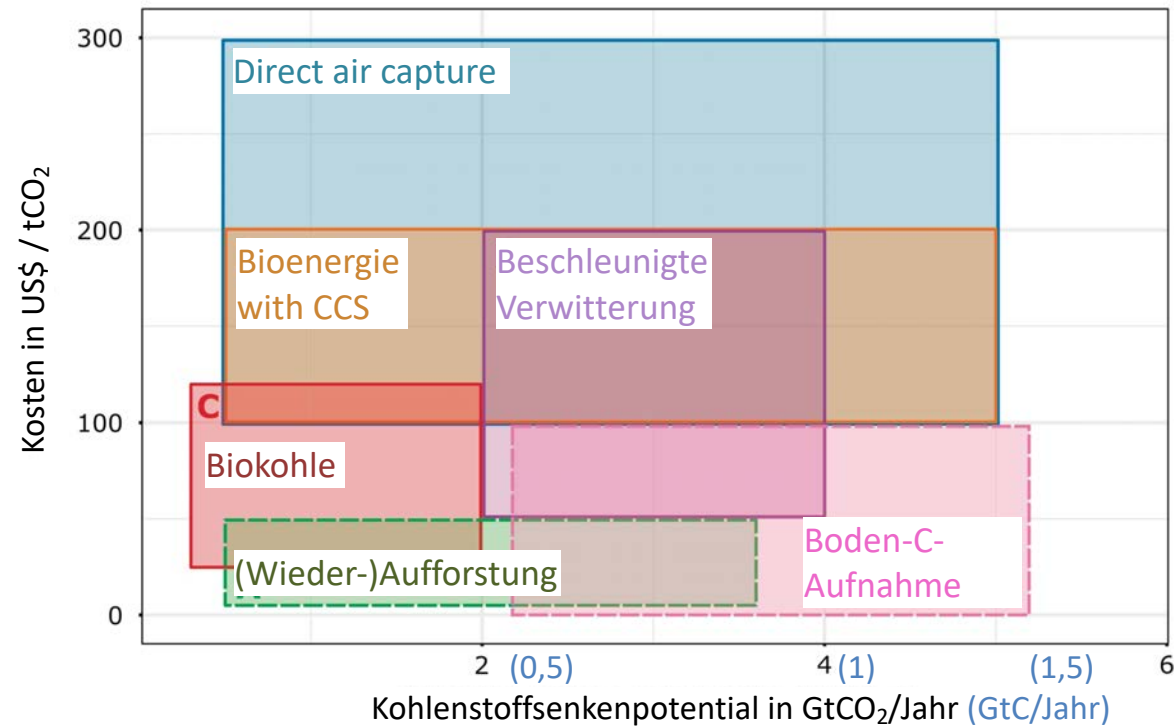 300
200
100
0
Kosten in US$ / tCO₂
Direct air capture
Bioenergie
with CCS
Beschleunigte
Verwitterung
C
Biokohle
(Wieder-)Aufforstung
Boden-C-
Aufnahme
2 (0,5) 4 (1) (1,5) 6
Kohlenstoffsenkenpotential in GtCO₂/Jahr (GtC/Jahr)